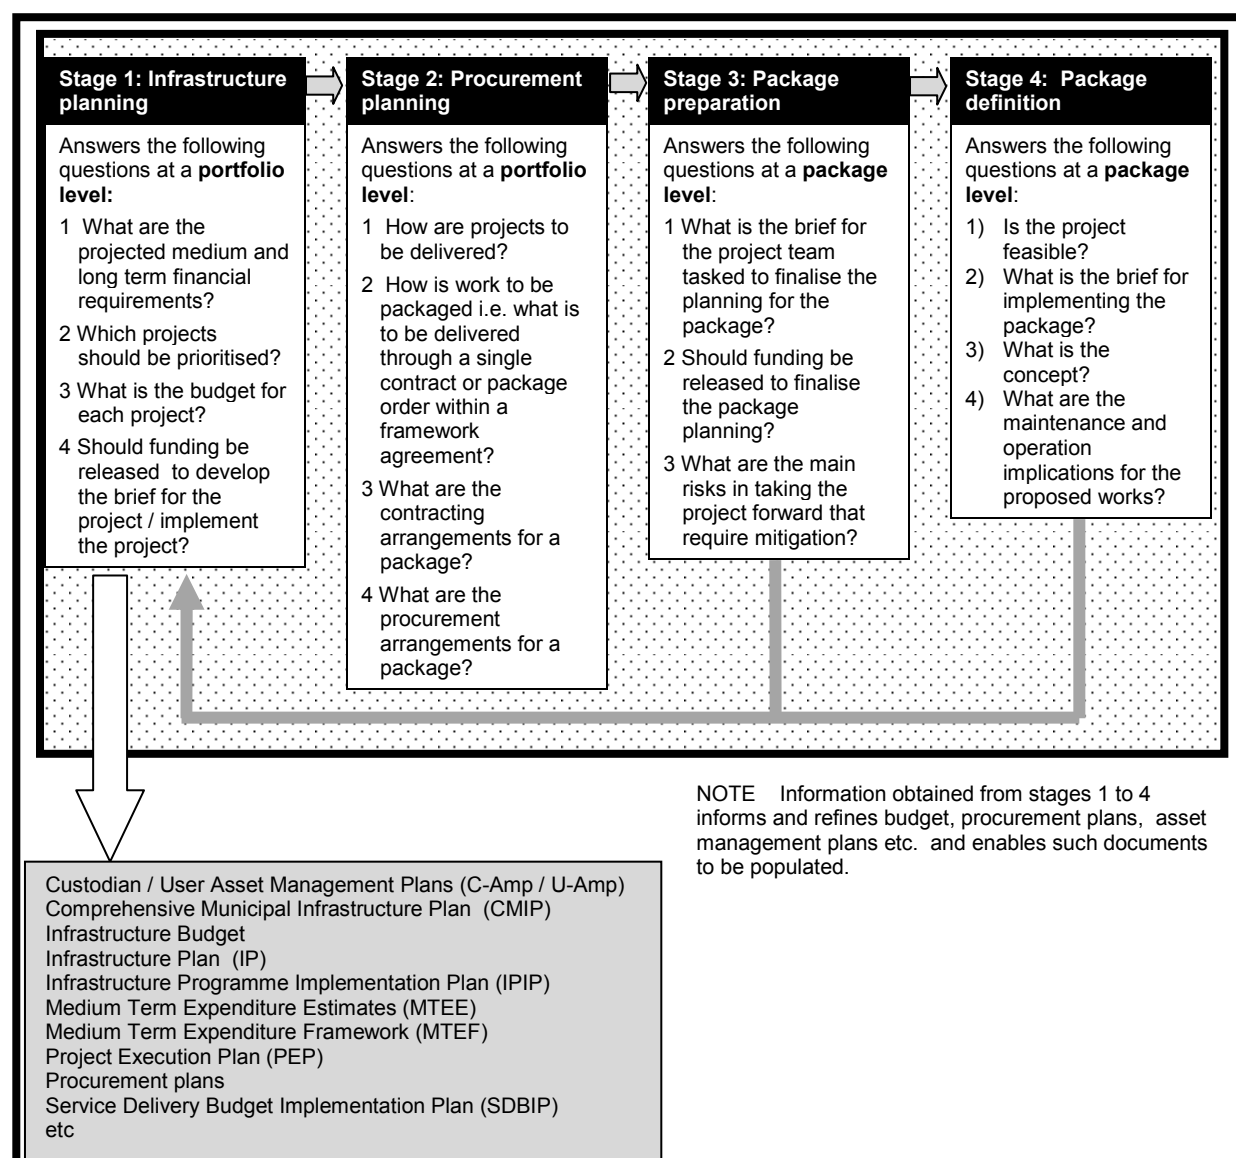 Stage 1: Infrastructure
planning
Answers the following
questions at a portfolio
level:
1 What are the
projected medium and
long term financial
requirements?
2 Which projects
should be prioritised?
3 What is the budget for
each project?
4 Should funding be
released to develop
the brief for the
project / implement
the project?
Stage 2: Procurement
planning
Answers the following
questions at a portfolio
level:
1 How are projects to
be delivered?
2 How is work to be
packaged i.e. what is
to be delivered
through a single
contract or package
order within a
framework
agreement?
3 What are the
contracting
arrangements for a
package?
4 What are the
procurement
arrangements for a
package?
Stage 3: Package
preparation
Answers the following
questions at a package
level:
1 What is the brief for
the project team
tasked to finalise the
planning for the
package?
2 Should funding be
released to finalise
the package
planning?
3 What are the main
risks in taking the
project forward that
require mitigation?
Stage 4: Package
definition
Answers the following
questions at a package
level:
1) Is the project
feasible?
2) What is the brief for
implementing the
package?
3) What is the
concept?
4) What are the
maintenance and
operation
implications for the
proposed works?
NOTE Information obtained from stages 1 to 4
informs and refines budget, procurement plans, asset
management plans etc. and enables such documents
to be populated.
Custodian / User Asset Management Plans (C-Amp / U-Amp)
Comprehensive Municipal Infrastructure Plan (CMIP)
Infrastructure Budget
Infrastructure Plan (IP)
Infrastructure Programme Implementation Plan (IPIP)
Medium Term Expenditure Estimates (MTEE)
Medium Term Expenditure Framework (MTEF)
Project Execution Plan (PEP)
Procurement plans
Service Delivery Budget Implementation Plan (SDBIP)
etc